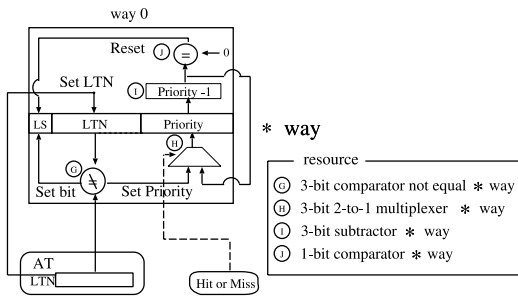 way 0
Reset
J
=
0
Set LTN
I
Priority -1
LS
LTN
Priority
* way
H
G
≠
Set bit
Set Priority
AT
LTN
Hit or Miss
resource
G 3-bit comparator not equal * way
H 3-bit 2-to-1 multiplexer * way
I 3-bit subtractor * way
J 1-bit comparator * way